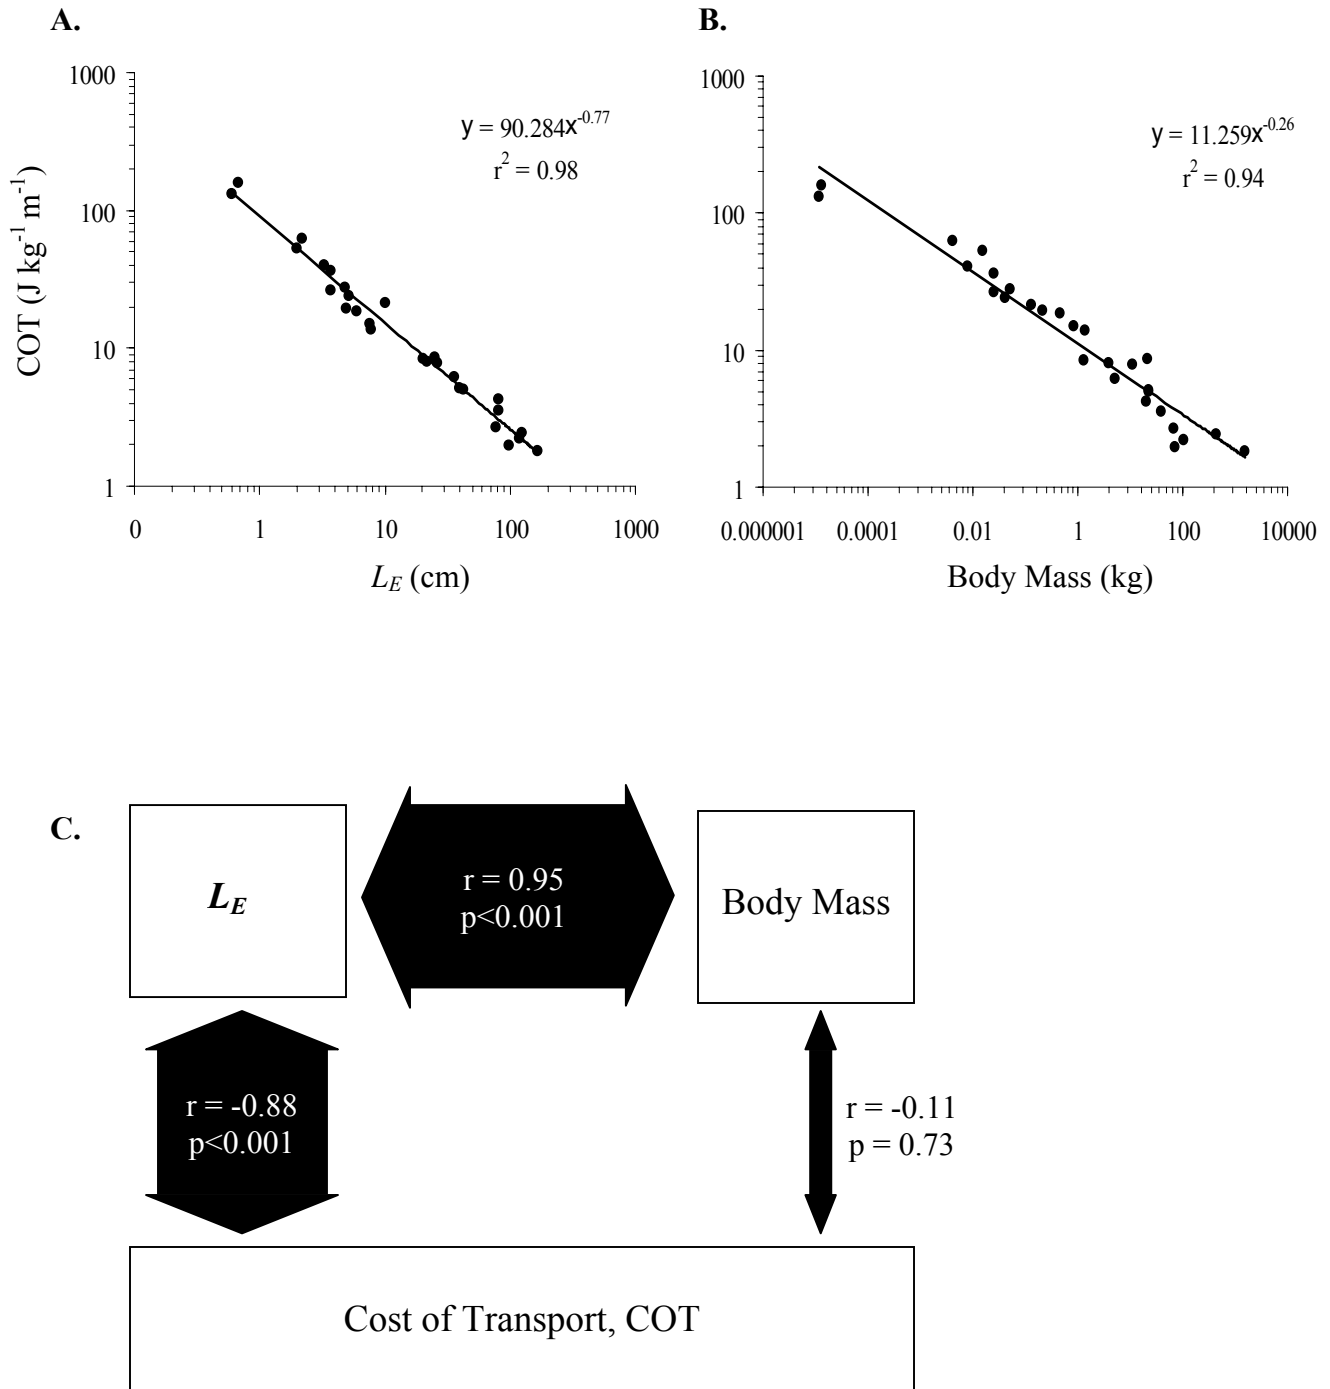 A.
1000
100
10
1
COT (J kg⁻¹ m⁻¹)
y = 90.284x⁻⁰·⁷⁷
r² = 0.98
0 1 10 100 1000
L_E (cm)
B.
1000
100
10
1
y = 11.259x⁻⁰·²⁶
r² = 0.94
0.000001 0.0001 0.01 1 100 10000
Body Mass (kg)
C.
L_E
r = 0.95
p<0.001
Body Mass
r = -0.88
p<0.001
r = -0.11
p = 0.73
Cost of Transport, COT